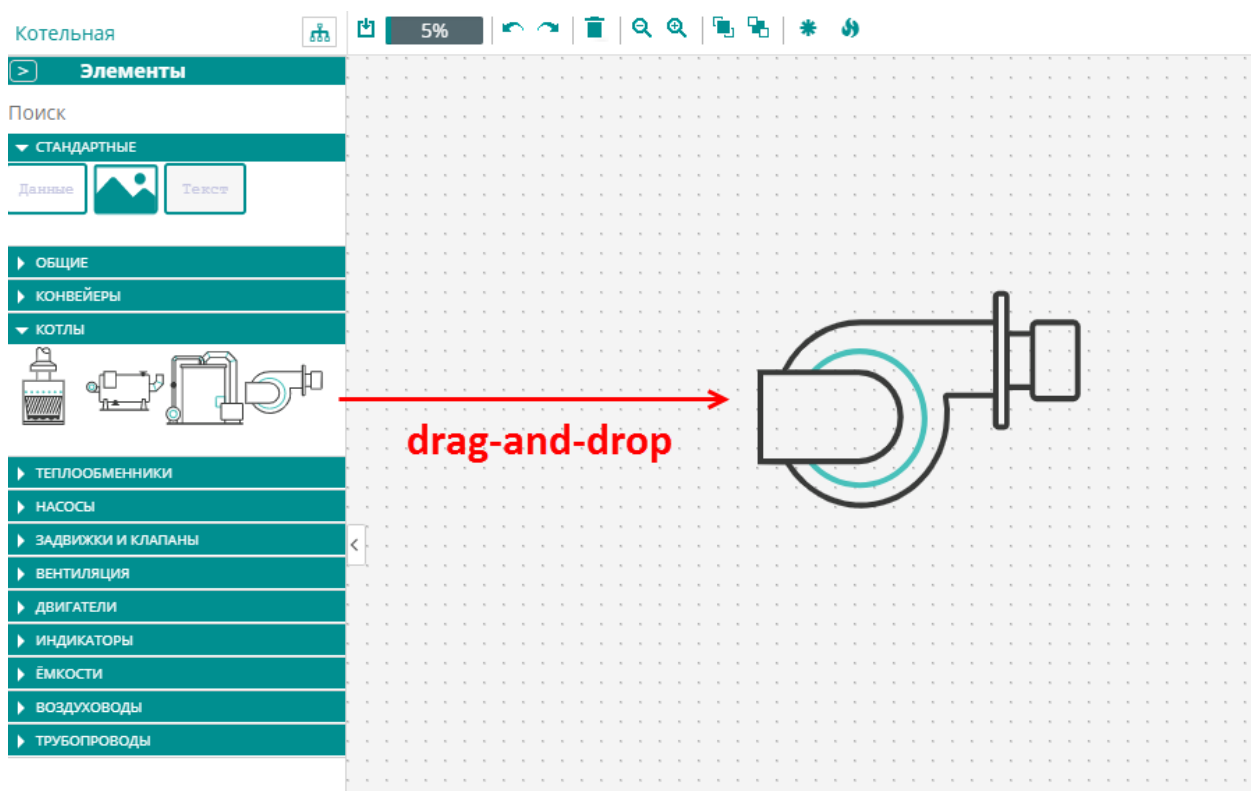 Котельная
5%
> Элементы
Поиск
СТАНДАРТНЫЕ
Данные
Текст
ОБЩИЕ
КОНВЕЙЕРЫ
КОТЛЫ
drag-and-drop
ТЕПЛООБМЕННИКИ
НАСОСЫ
ЗАДВИЖКИ И КЛАПАНЫ
ВЕНТИЛЯЦИЯ
ДВИГАТЕЛИ
ИНДИКАТОРЫ
ЁМКОСТИ
ВОЗДУХОВОДЫ
ТРУБОПРОВОДЫ